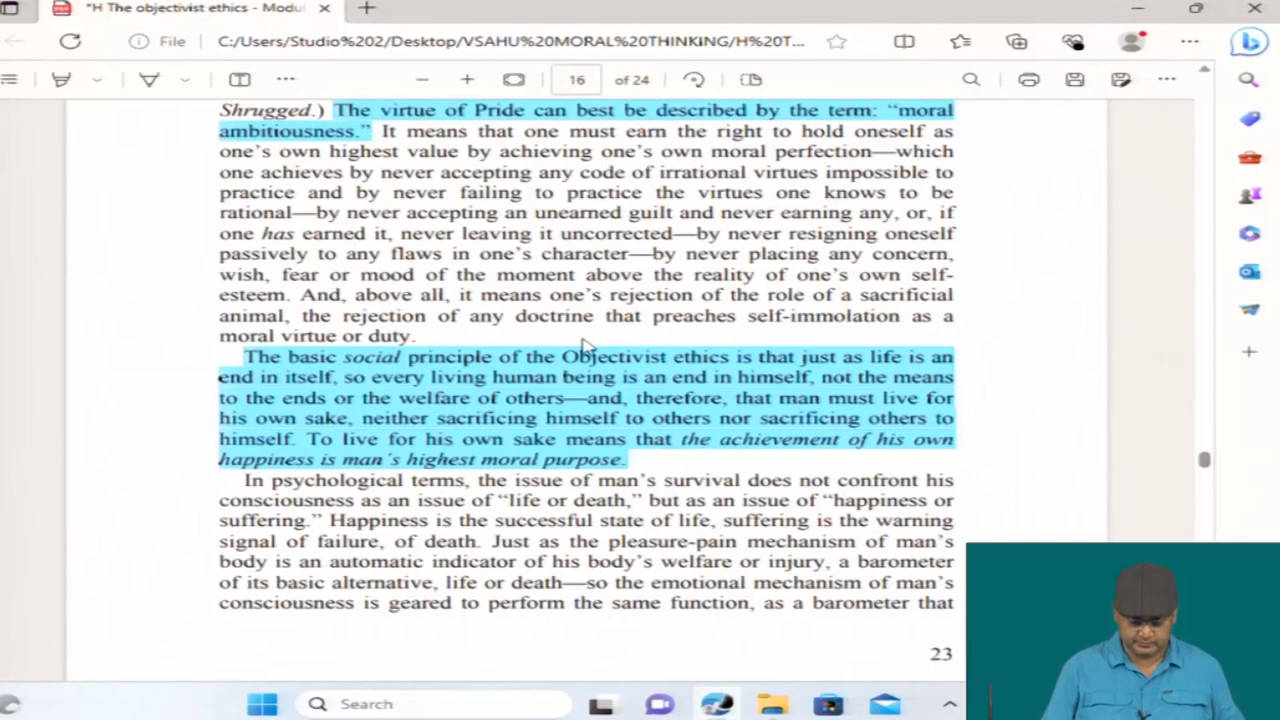 *H The objectivist ethics - Modu
File
C:/Users/Studio%202/Desktop/VSAHU%20MORAL%20THINKING/H%20T...
16 of 24
Shrugged.) The virtue of Pride can best be described by the term: “moral
ambitiousness.” It means that one must earn the right to hold oneself as
one’s own highest value by achieving one’s own moral perfection—which
one achieves by never accepting any code of irrational virtues impossible to
practice and by never failing to practice the virtues one knows to be
rational—by never accepting an unearned guilt and never earning any, or, if
one has earned it, never leaving it uncorrected—by never resigning oneself
passively to any flaws in one’s character—by never placing any concern,
wish, fear or mood of the moment above the reality of one’s own self-
esteem. And, above all, it means one’s rejection of the role of a sacrificial
animal, the rejection of any doctrine that preaches self-immolation as a
moral virtue or duty.
The basic social principle of the Objectivist ethics is that just as life is an
end in itself, so every living human being is an end in himself, not the means
to the ends or the welfare of others—and, therefore, that man must live for
his own sake, neither sacrificing himself to others nor sacrificing others to
himself. To live for his own sake means that the achievement of his own
happiness is man’s highest moral purpose.
In psychological terms, the issue of man’s survival does not confront his
consciousness as an issue of “life or death,” but as an issue of “happiness or
suffering.” Happiness is the successful state of life, suffering is the warning
signal of failure, of death. Just as the pleasure-pain mechanism of man’s
body is an automatic indicator of his body’s welfare or injury, a barometer
of its basic alternative, life or death—so the emotional mechanism of man’s
consciousness is geared to perform the same function, as a barometer that
23
Search